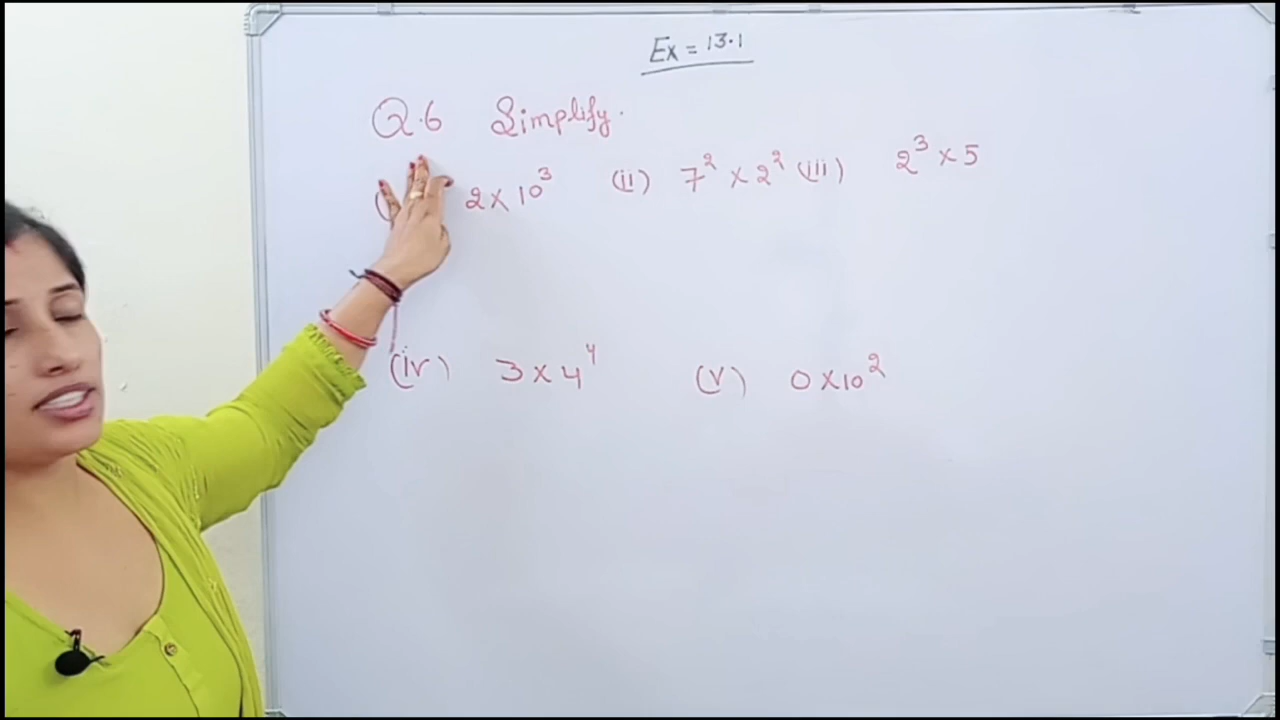 Ex = 13.1
Q.6 Simplify.
( 2 × 10³ (ii) 7² × 2² (iii) 2³ × 5
(iv) 3 × 4⁴ (v) 0 × 10²